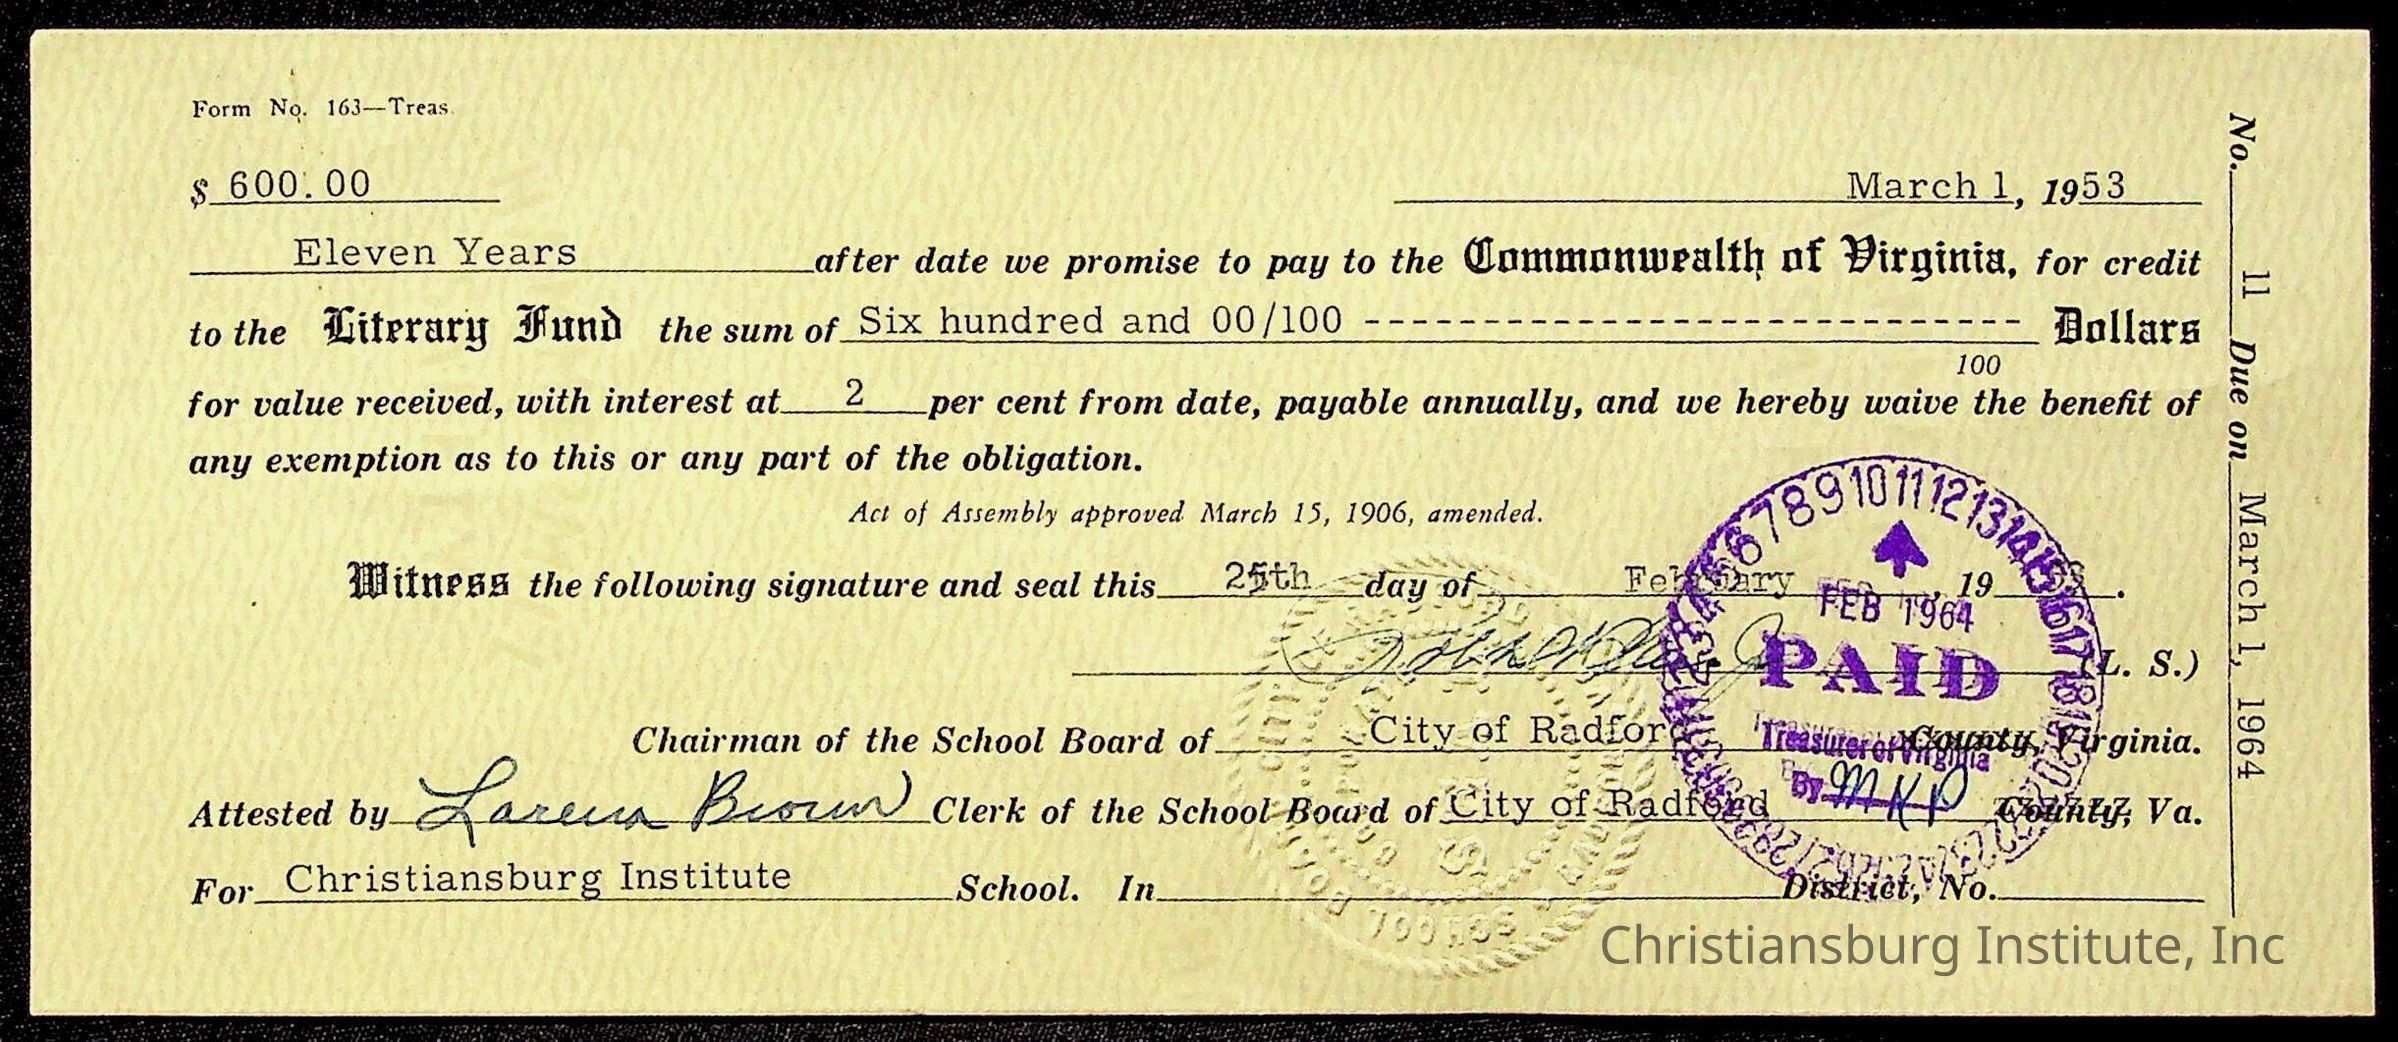 Form No. 163—Treas.
$ 600.00
March 1, 1953
Eleven Years after date we promise to pay to the Commonwealth of Virginia, for credit
to the Literary Fund the sum of Six hundred and 00/100 ---------------------------- Dollars
100
for value received, with interest at 2 per cent from date, payable annually, and we hereby waive the benefit of
any exemption as to this or any part of the obligation.
Act of Assembly approved March 15, 1906, amended.
Witness the following signature and seal this 25th day of February, 19 53.
(L. S.)
Chairman of the School Board of City of Radford County, Virginia.
Attested by Larena Brown Clerk of the School Board of City of Radford County, Va.
For Christiansburg Institute School. In District, No.
No. 11 Due on March 1, 1964
FEB 1964
PAID
Treasurer of Virginia
By MKP
Christiansburg Institute, Inc